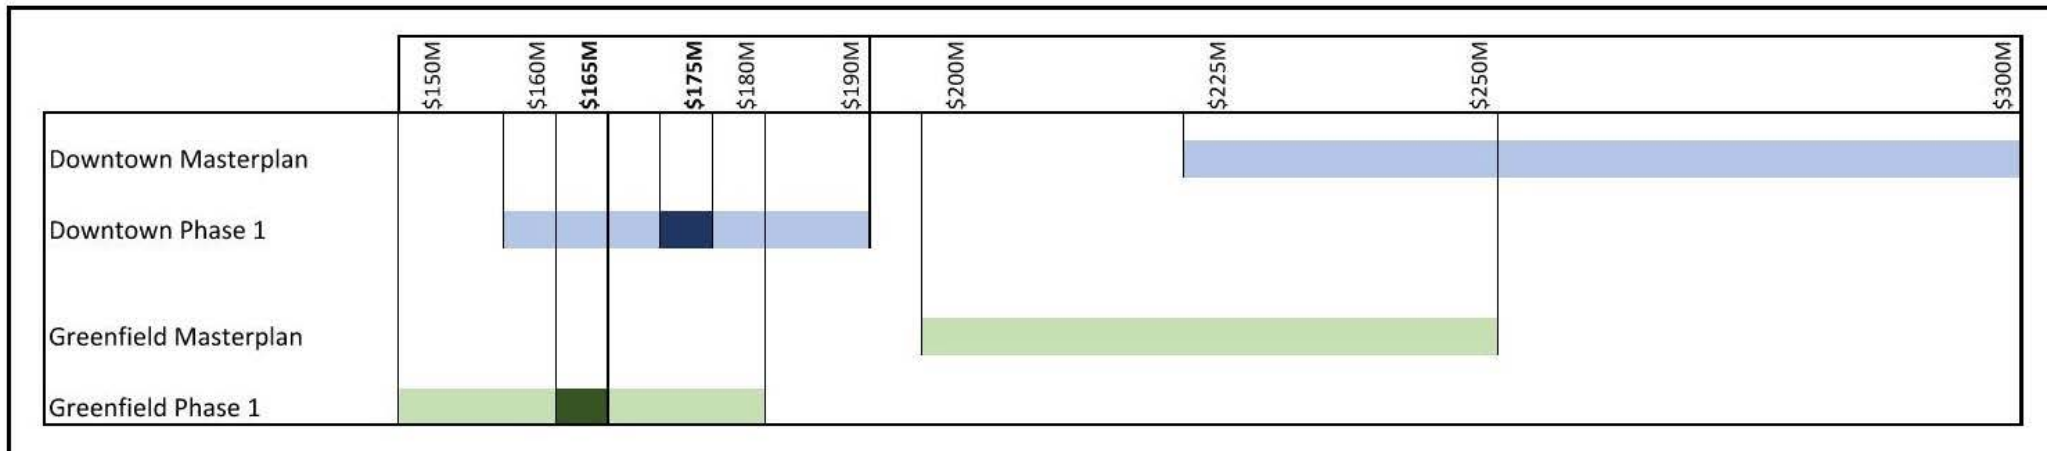 $150M
$160M
$165M
$175M
$180M
$190M
$200M
$225M
$250M
$300M
Downtown Masterplan
Downtown Phase 1
Greenfield Masterplan
Greenfield Phase 1